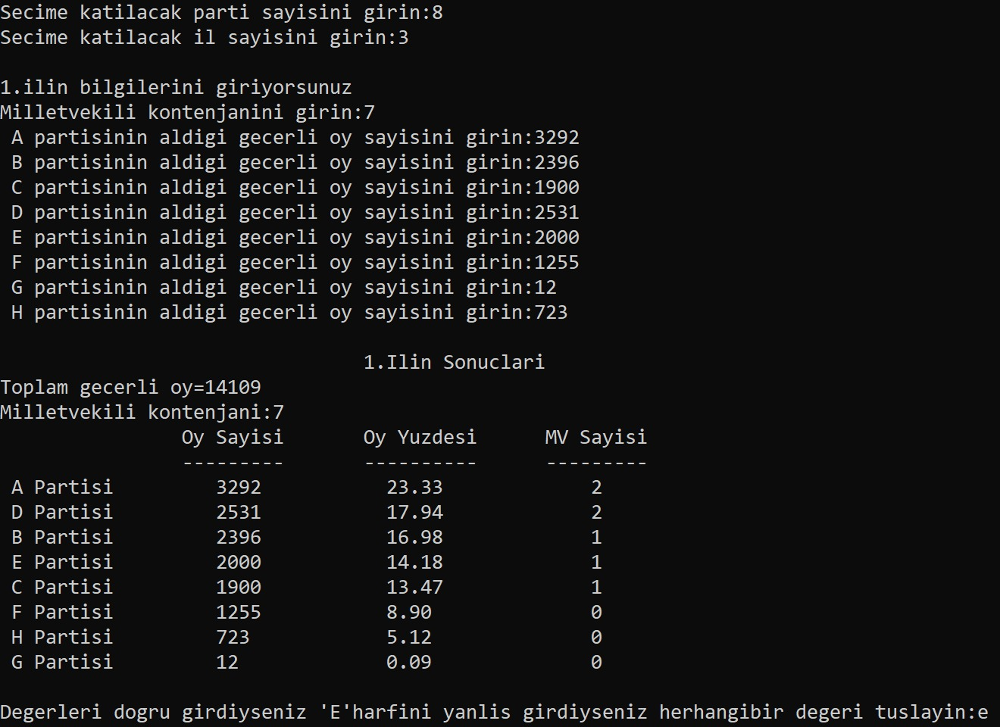 Secime katilacak parti sayisini girin:8
Secime katilacak il sayisini girin:3
1.ilin bilgilerini giriyorsunuz
Milletvekili kontenjanini girin:7
A partisinin aldigi gecerli oy sayisini girin:3292
B partisinin aldigi gecerli oy sayisini girin:2396
C partisinin aldigi gecerli oy sayisini girin:1900
D partisinin aldigi gecerli oy sayisini girin:2531
E partisinin aldigi gecerli oy sayisini girin:2000
F partisinin aldigi gecerli oy sayisini girin:1255
G partisinin aldigi gecerli oy sayisini girin:12
H partisinin aldigi gecerli oy sayisini girin:723
1.Ilin Sonuclari
Toplam gecerli oy=14109
Milletvekili kontenjani:7
Oy Sayisi Oy Yuzdesi MV Sayisi
--------- ---------- ---------
A Partisi 3292 23.33 2
D Partisi 2531 17.94 2
B Partisi 2396 16.98 1
E Partisi 2000 14.18 1
C Partisi 1900 13.47 1
F Partisi 1255 8.90 0
H Partisi 723 5.12 0
G Partisi 12 0.09 0
Degerleri dogru girdiyseniz 'E'harfini yanlis girdiyseniz herhangibir degeri tuslayin:e